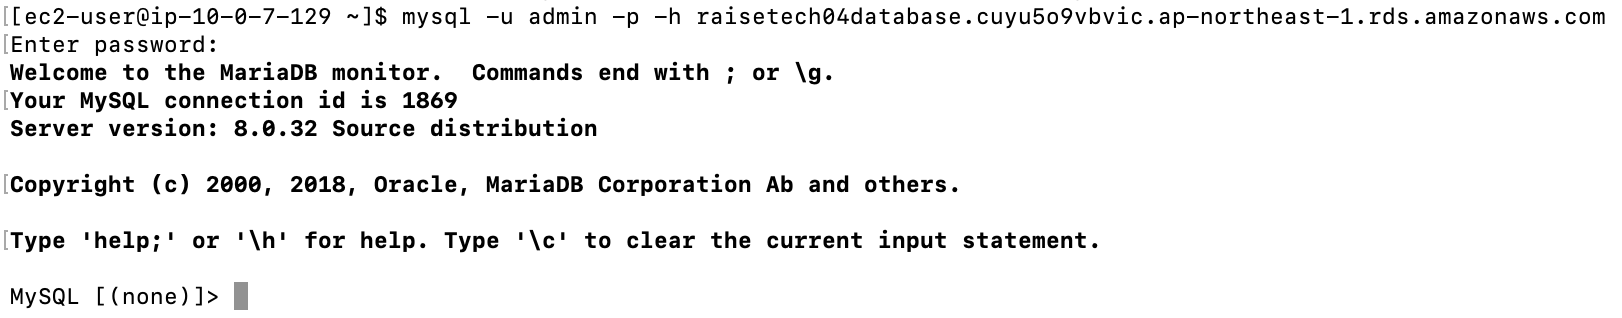 [ec2-user@ip-10-0-7-129 ~]$ mysql -u admin -p -h raisetech04database.cuyu5o9vbvic.ap-northeast-1.rds.amazonaws.com
Enter password:
Welcome to the MariaDB monitor.  Commands end with ; or \g.
Your MySQL connection id is 1869
Server version: 8.0.32 Source distribution
Copyright (c) 2000, 2018, Oracle, MariaDB Corporation Ab and others.
Type 'help;' or '\h' for help. Type '\c' to clear the current input statement.
MySQL [(none)]>